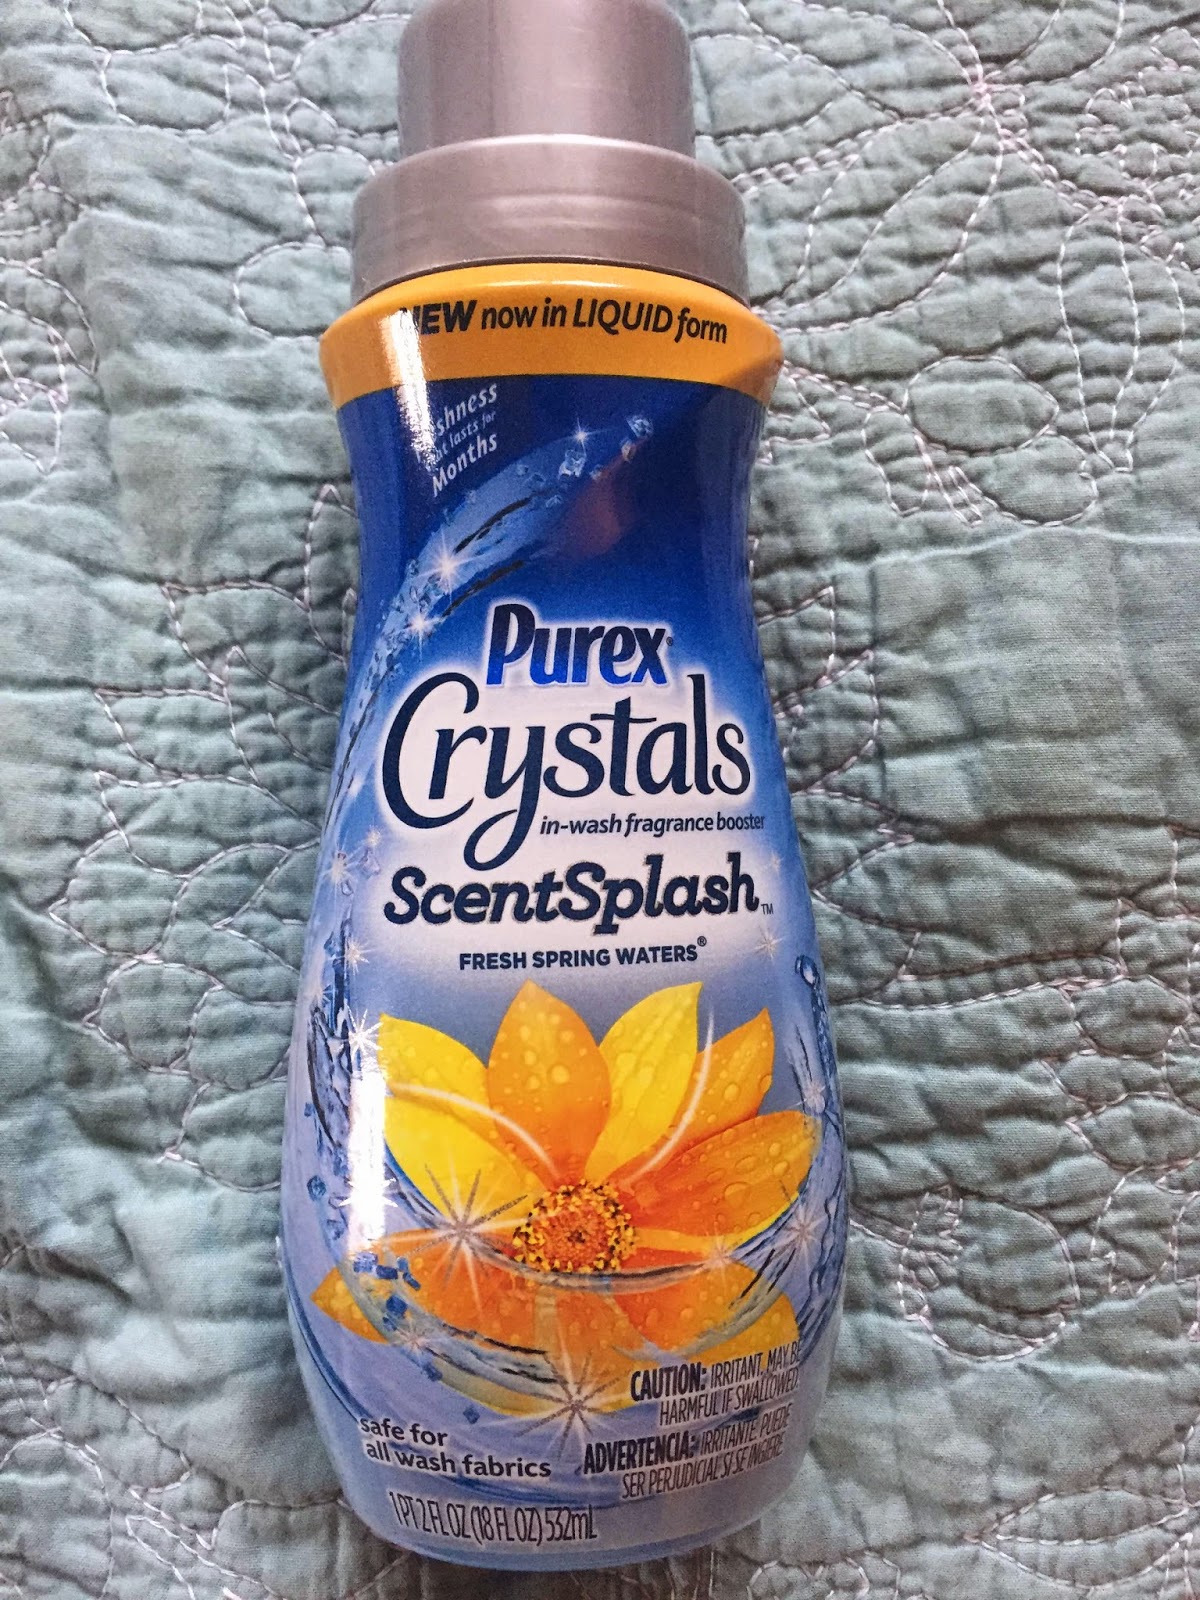 NEW now in LIQUID form
Months
Purex®
Crystals
in-wash fragrance booster
ScentSplash™
FRESH SPRING WATERS®
CAUTION: IRRITANT. MAY BE
HARMFUL IF SWALLOWED.
ADVERTENCIA: IRRITANTE. PUEDE
SER PERJUDICIAL SI SE INGIERE.
safe for
all wash fabrics
1 PT 2 FL OZ (18 FL OZ) 532mL